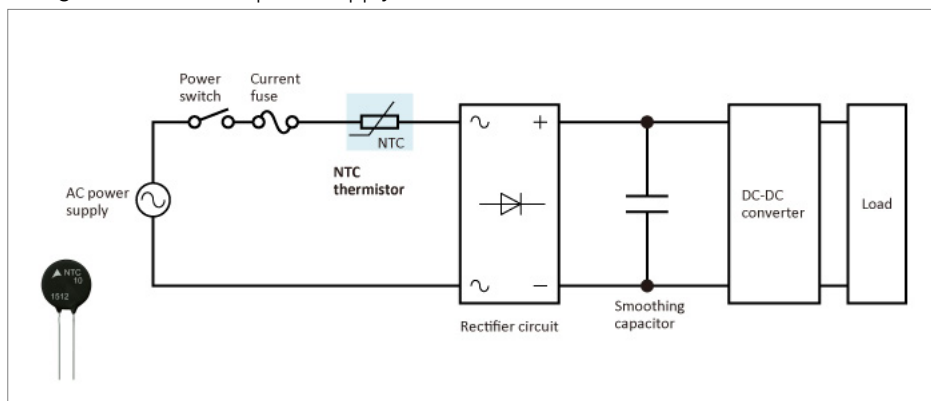 Power
switch
Current
fuse
NTC
NTC
thermistor
AC power
supply
NTC
10
1512
+
−
Rectifier circuit
Smoothing
capacitor
DC-DC
converter
Load